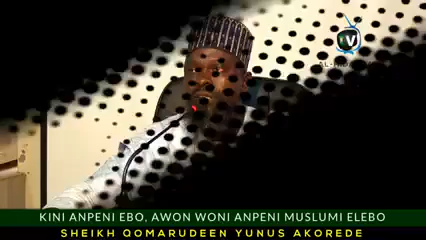 KINI ANPENI EBO, AWON WONI ANPENI MUSLUMI ELEBO
SHEIKH QOMARUDEEN YUNUS AKOREDE